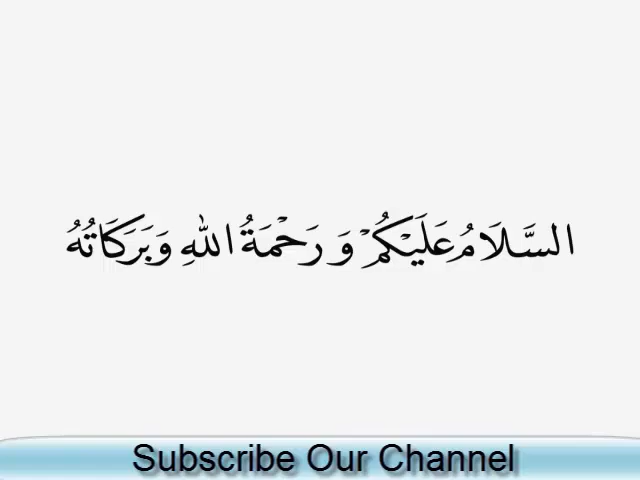 السَّلَامُ عَلَيْكُمْ وَ رَحْمَةُ اللهِ وَبَرَكَاتُهُ
Subscribe Our Channel